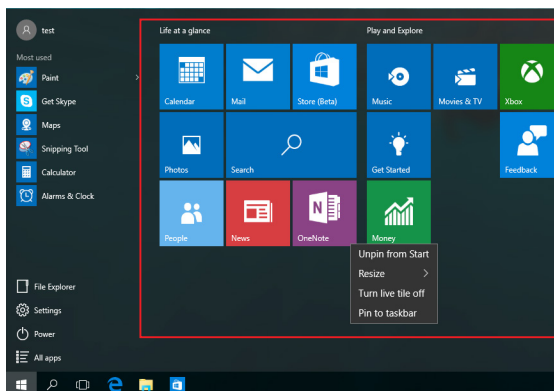 test
Most used
Paint
Get Skype
Maps
Snipping Tool
Calculator
Alarms & Clock
File Explorer
Settings
Power
All apps
Life at a glance
Play and Explore
Calendar
Mail
Store (Beta)
Music
Movies & TV
Xbox
Photos
Search
Get Started
Feedback
People
News
OneNote
Money
Unpin from Start
Resize
Turn live tile off
Pin to taskbar